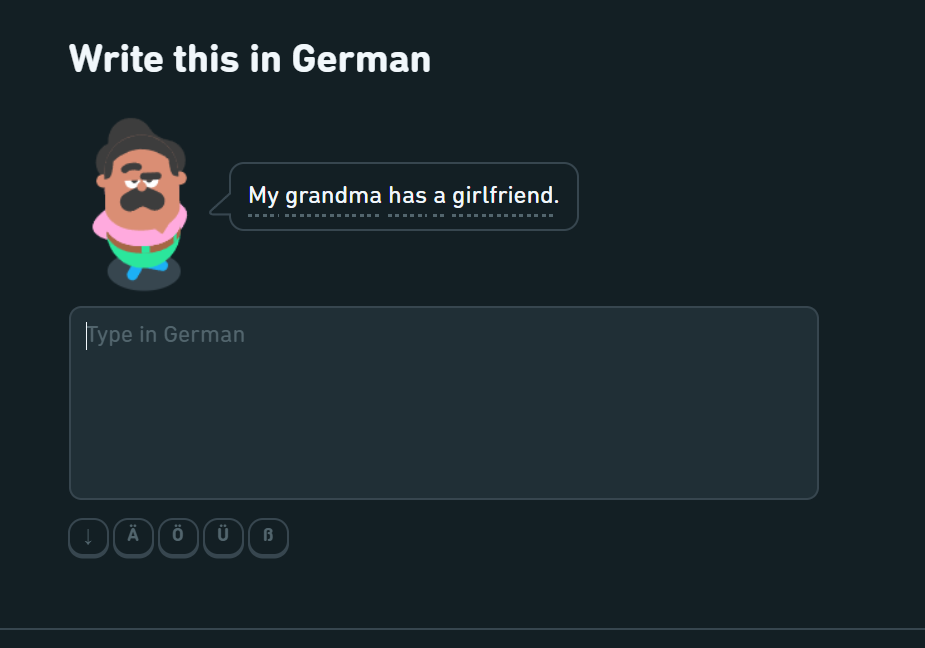 Write this in German
My grandma has a girlfriend.
Type in German
↓ Ä Ö Ü ß